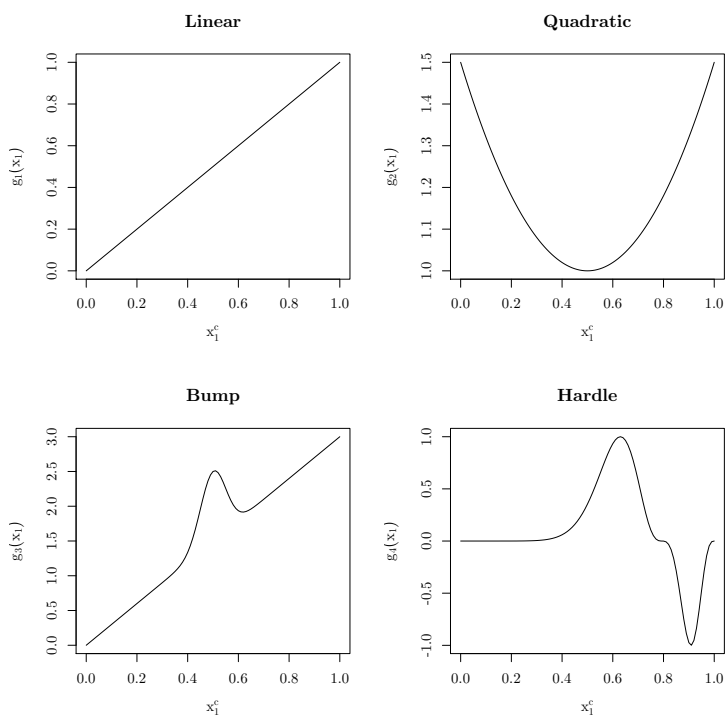 Linear
g₁(x₁)
1.0
0.8
0.6
0.4
0.2
0.0
0.0 0.2 0.4 0.6 0.8 1.0
x₁ᶜ
Quadratic
g₂(x₁)
1.5
1.4
1.3
1.2
1.1
1.0
0.0 0.2 0.4 0.6 0.8 1.0
x₁ᶜ
Bump
g₃(x₁)
3.0
2.5
2.0
1.5
1.0
0.5
0.0
0.0 0.2 0.4 0.6 0.8 1.0
x₁ᶜ
Hardle
g₄(x₁)
1.0
0.5
0.0
-0.5
-1.0
0.0 0.2 0.4 0.6 0.8 1.0
x₁ᶜ